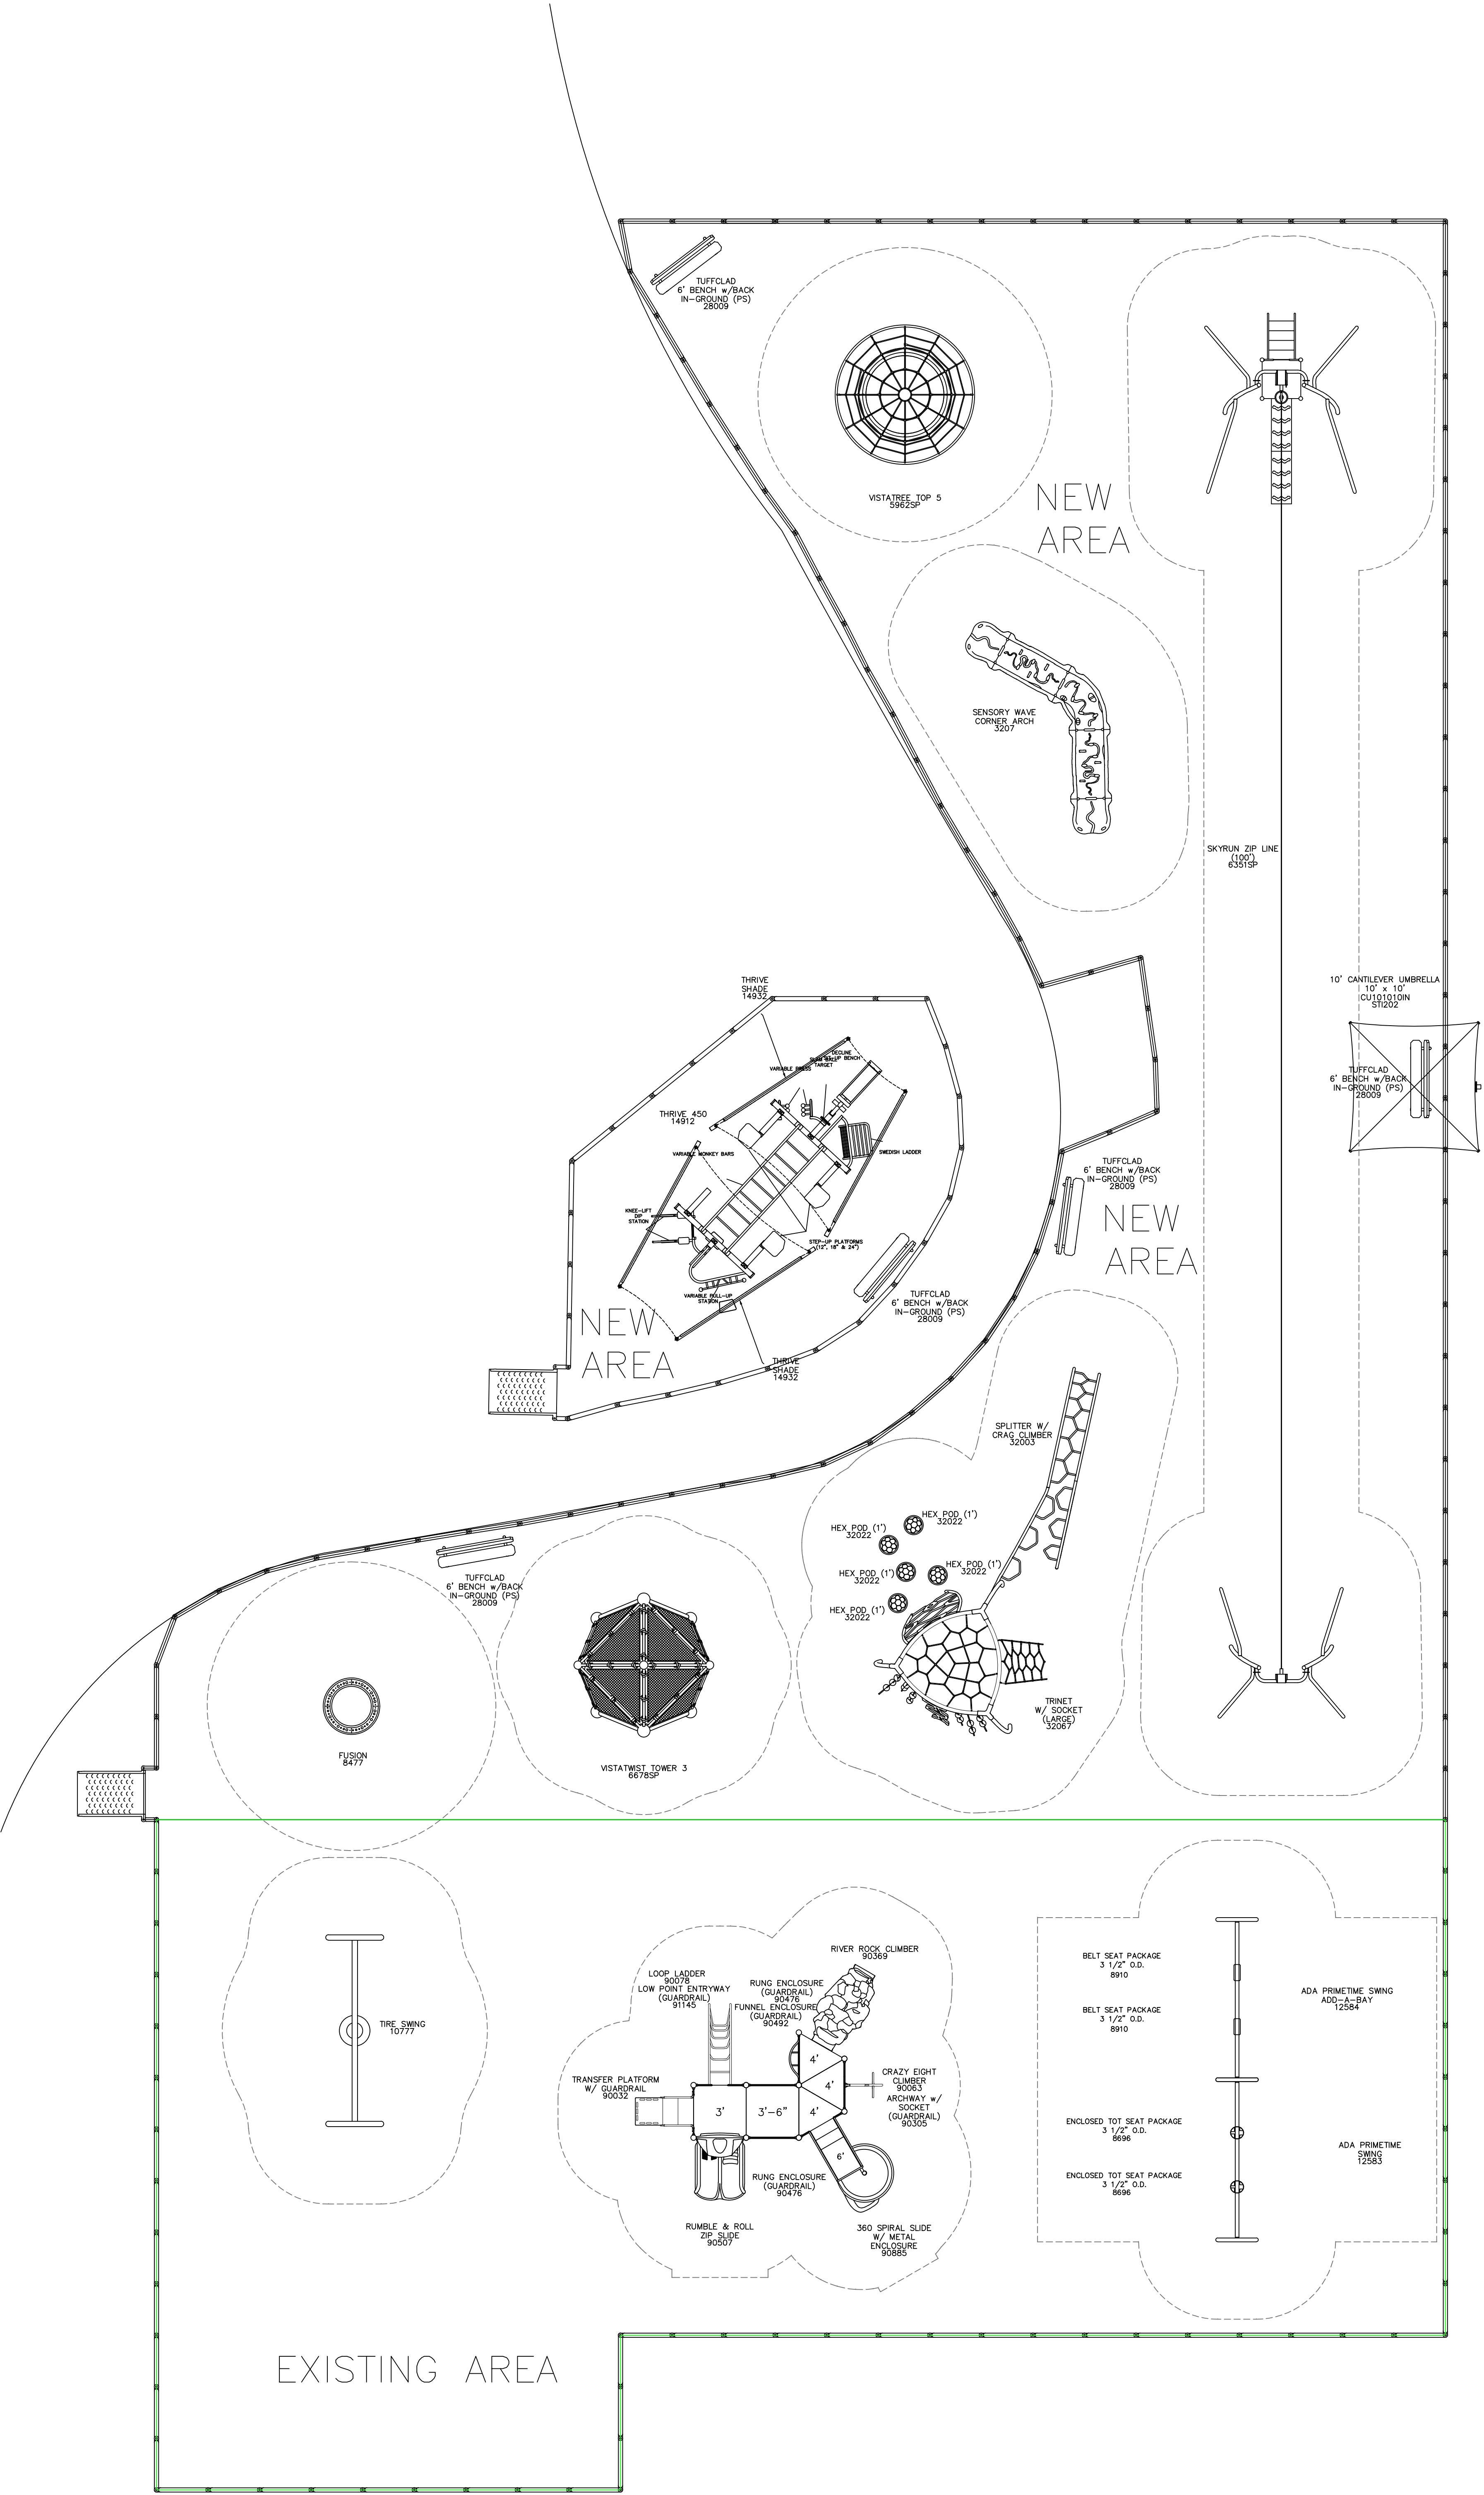 TUFFCLAD
6' BENCH w/BACK
IN-GROUND (PS)
28009
VISTATREE TOP 5
5962SP
NEW
AREA
SENSORY WAVE
CORNER ARCH
3207
SKYRUN ZIP LINE
(100')
6351SP
10' CANTILEVER UMBRELLA
10' x 10'
CU101010IN
STI202
TUFFCLAD
6' BENCH w/BACK
IN-GROUND (PS)
28009
THRIVE
SHADE
14932
DECLINE
SIT-UP BENCH
TARGET
VARIABLE PRESS
THRIVE 450
14912
VARIABLE MONKEY BARS
SWEDISH LADDER
KNEE-LIFT
DIP
STATION
STEP-UP PLATFORMS
(12", 18" & 24")
VARIABLE PULL-UP
STATION
TUFFCLAD
6' BENCH w/BACK
IN-GROUND (PS)
28009
NEW
AREA
THRIVE
SHADE
14932
TUFFCLAD
6' BENCH w/BACK
IN-GROUND (PS)
28009
NEW
AREA
SPLITTER W/
CRAG CLIMBER
32003
HEX POD (1')
32022
HEX POD (1')
32022
HEX POD (1')
32022
HEX POD (1')
32022
HEX POD (1')
32022
TRINET
W/ SOCKET
(LARGE)
32067
TUFFCLAD
6' BENCH w/BACK
IN-GROUND (PS)
28009
FUSION
8477
VISTATWIST TOWER 3
6678SP
TIRE SWING
10777
LOOP LADDER
90078
LOW POINT ENTRYWAY
(GUARDRAIL)
91145
RIVER ROCK CLIMBER
90369
RUNG ENCLOSURE
(GUARDRAIL)
90476
FUNNEL ENCLOSURE
(GUARDRAIL)
90492
TRANSFER PLATFORM
W/ GUARDRAIL
90032
CRAZY EIGHT
CLIMBER
90063
ARCHWAY w/
SOCKET
(GUARDRAIL)
90305
4'
4'
3'
3'-6"
4'
6'
RUNG ENCLOSURE
(GUARDRAIL)
90476
RUMBLE & ROLL
ZIP SLIDE
90507
360 SPIRAL SLIDE
W/ METAL
ENCLOSURE
90885
BELT SEAT PACKAGE
3 1/2" O.D.
8910
BELT SEAT PACKAGE
3 1/2" O.D.
8910
ADA PRIMETIME SWING
ADD-A-BAY
12584
ENCLOSED TOT SEAT PACKAGE
3 1/2" O.D.
8696
ENCLOSED TOT SEAT PACKAGE
3 1/2" O.D.
8696
ADA PRIMETIME
SWING
12583
EXISTING AREA